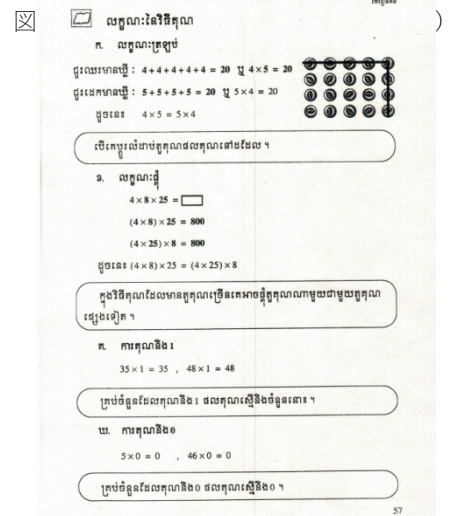 លក្ខណៈនៃវិធីគុណ
ក. លក្ខណៈត្រឡប់
ជួរឈរមានឃ្លី ៖ 4+4+4+4+4 = 20 ឬ 4×5 = 20
ជួរដេកមានឃ្លី ៖ 5+5+5+5 = 20 ឬ 5×4 = 20
ដូចនេះ 4×5 = 5×4
បើគេប្ដូរលំដាប់តួគុណផលគុណនៅដដែល ។
ខ. លក្ខណៈផ្ដុំ
4×8×25 =
(4×8)×25 = 800
(4×25)×8 = 800
ដូចនេះ (4×8)×25 = (4×25)×8
ក្នុងវិធីគុណដែលមានតួគុណច្រើនគេអាចផ្ដុំតួគុណណាមួយជាមួយតួគុណ
ផ្សេងទៀត ។
គ. ការគុណនឹង 1
35×1 = 35 , 48×1 = 48
គ្រប់ចំនួនដែលគុណនឹង 1 ផលគុណស្មើនឹងចំនួននោះ ។
ឃ. ការគុណនឹង 0
5×0 = 0 , 46×0 = 0
គ្រប់ចំនួនដែលគុណនឹង 0 ផលគុណស្មើនឹង 0 ។
57